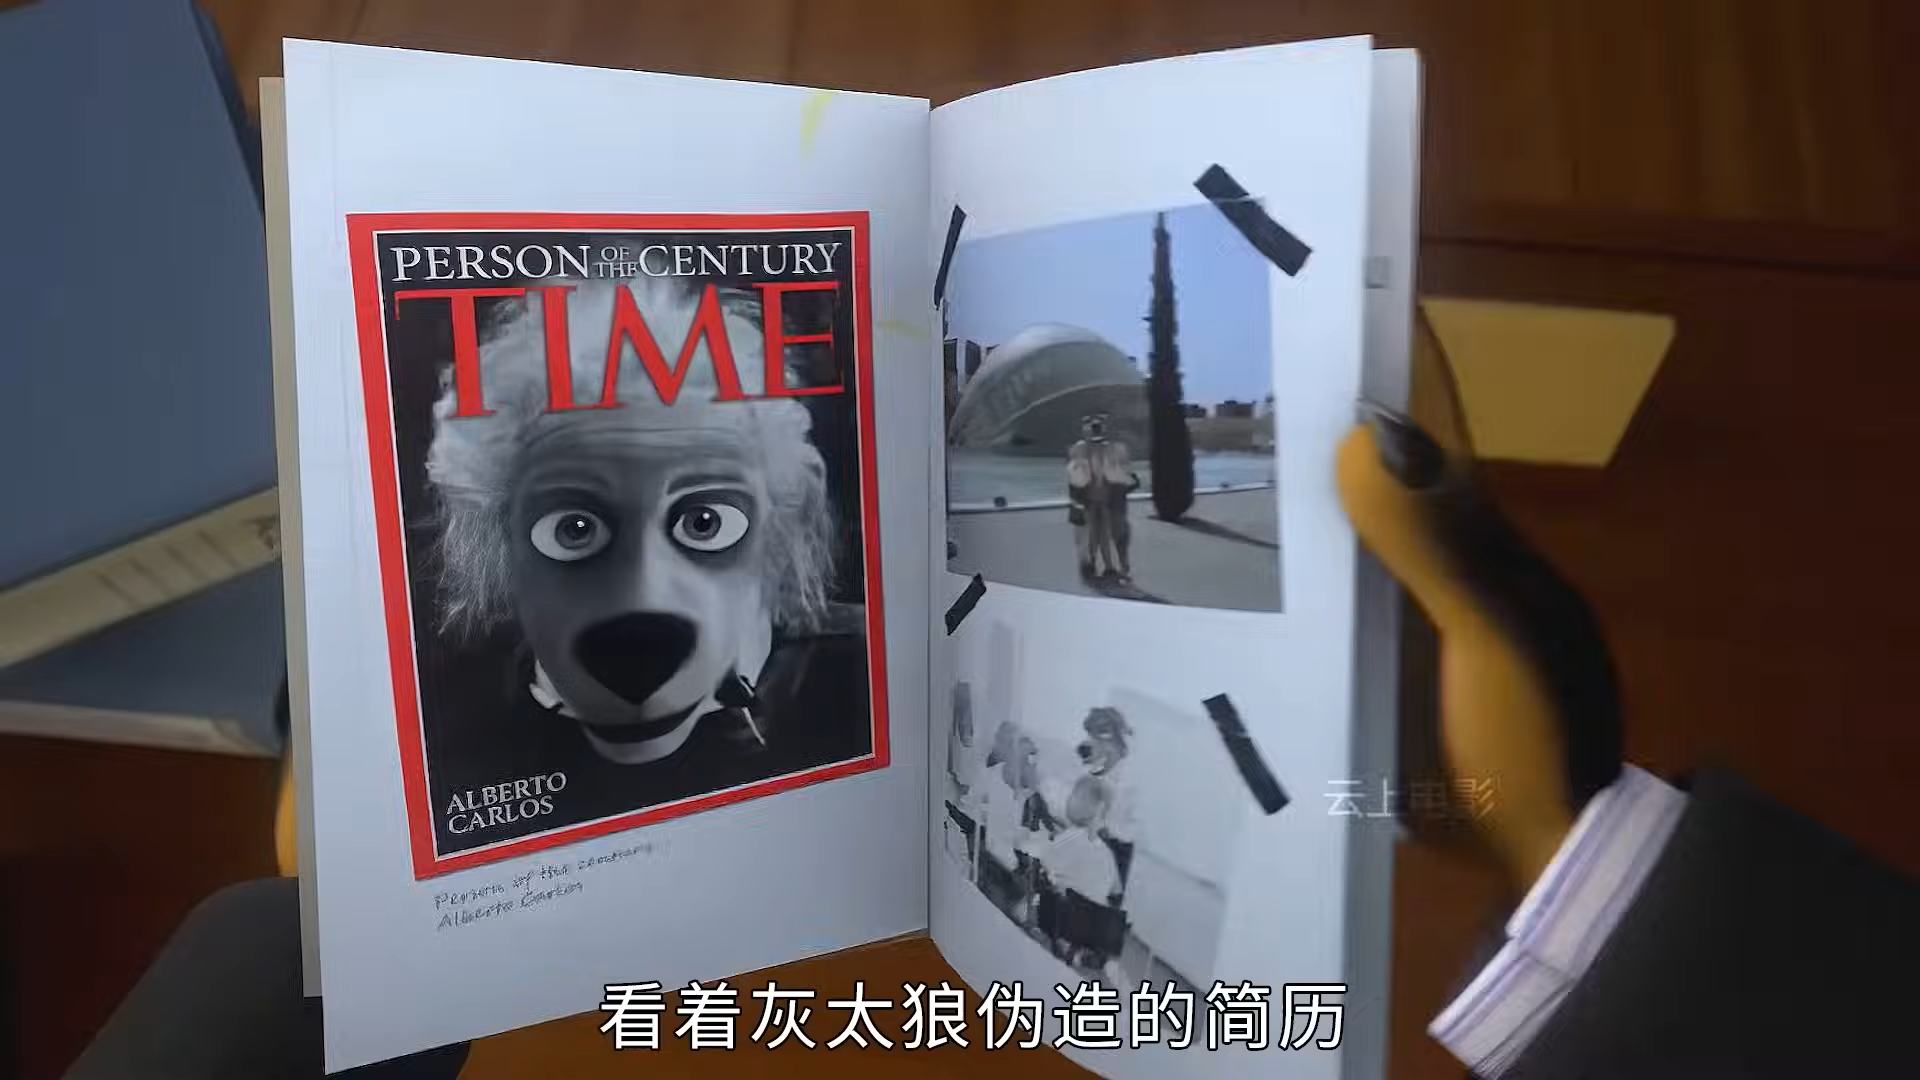 PERSON OF THE CENTURY
TIME
ALBERTO
CARLOS
Person of the century
Alberto Carlos
云上电影
看着灰太狼伪造的简历